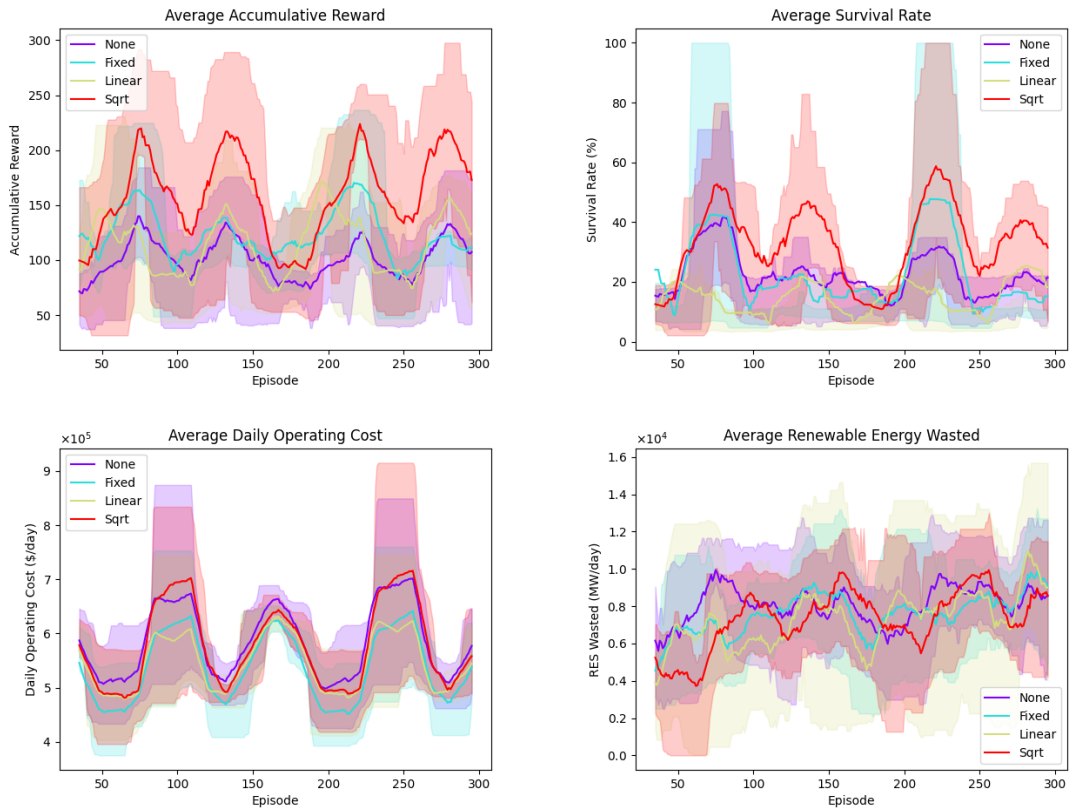 Average Accumulative Reward
300
250
200
150
100
50
Accumulative Reward
None
Fixed
Linear
Sqrt
50
100
150
200
250
300
Episode
Average Survival Rate
100
80
60
40
20
0
Survival Rate (%)
None
Fixed
Linear
Sqrt
50
100
150
200
250
300
Episode
×10⁵
Average Daily Operating Cost
9
8
7
6
5
4
Daily Operating Cost ($/day)
None
Fixed
Linear
Sqrt
50
100
150
200
250
300
Episode
×10⁴
Average Renewable Energy Wasted
1.6
1.4
1.2
1.0
0.8
0.6
0.4
0.2
0.0
RES Wasted (MW/day)
None
Fixed
Linear
Sqrt
50
100
150
200
250
300
Episode